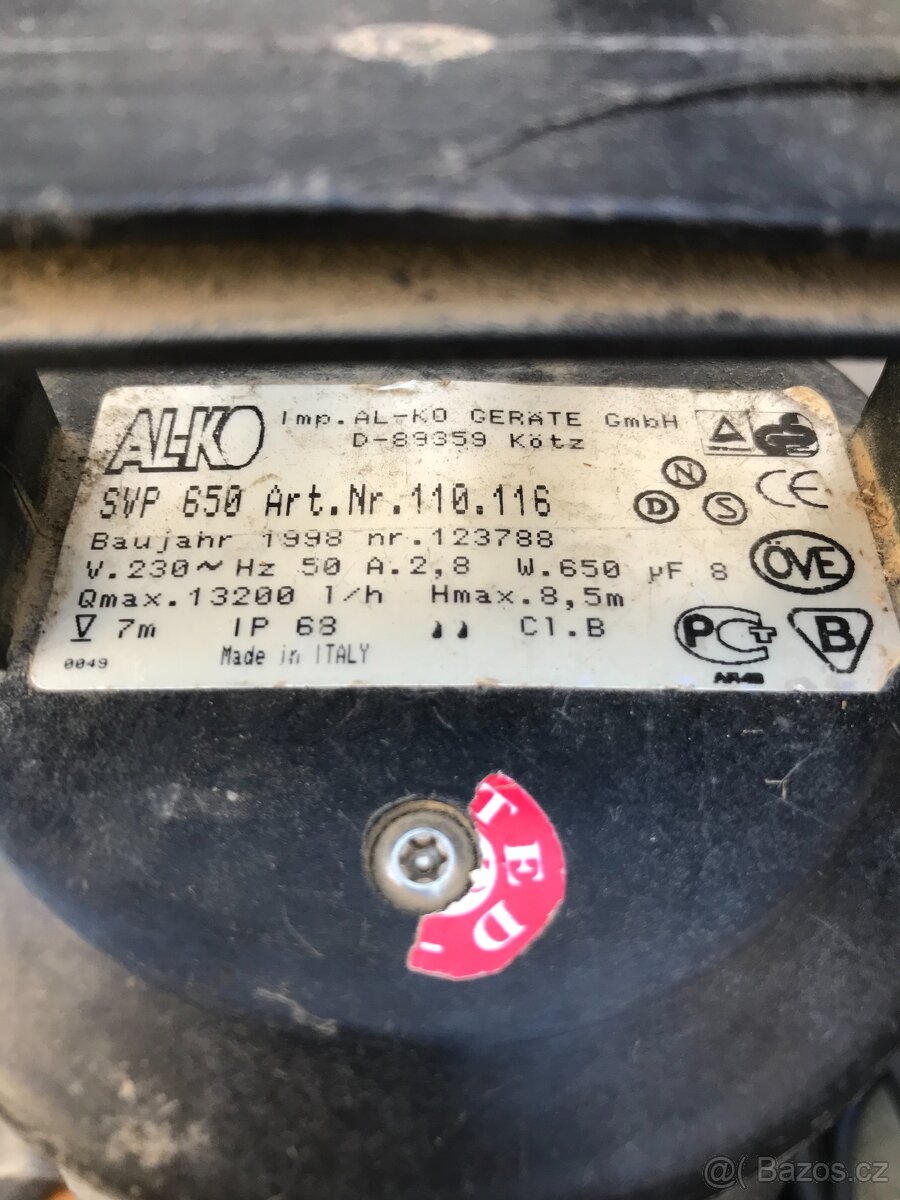 AL-KO
Imp.AL-KO GERÄTE GmbH
D-89359 Kötz
SVP 650 Art.Nr.110.116
Baujahr 1998 nr.123788
V.230~ Hz 50 A.2,8 W.650 µF 8
Qmax.13200 l/h Hmax.8,5m
7m IP 68 Cl.B
0049 Made in ITALY
N
D S
CE
ÖVE
B
TED
@( Bazos.cz